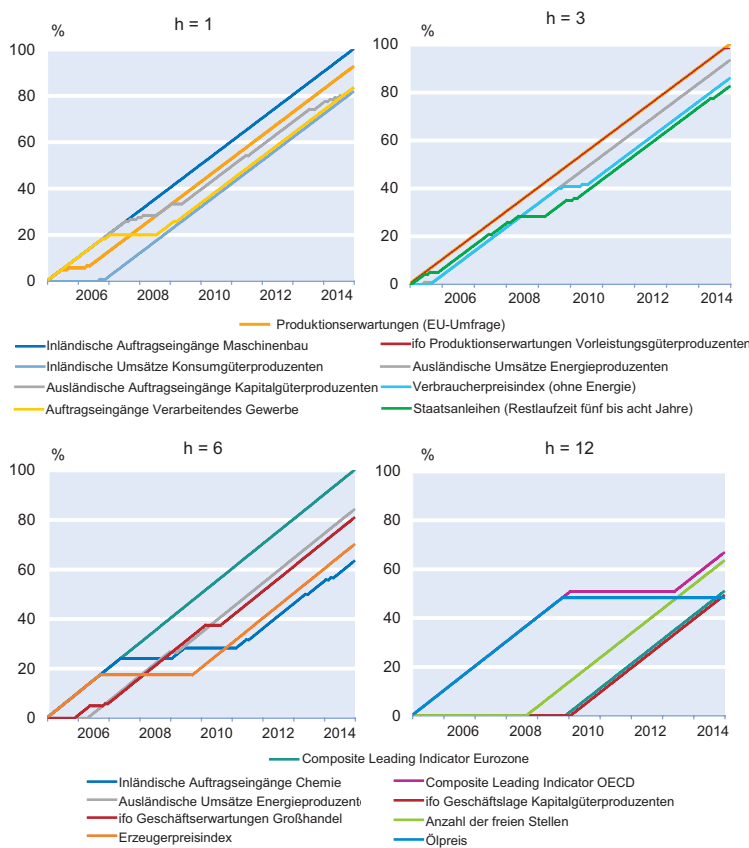 h = 1
%
100
80
60
40
20
0
2006 2008 2010 2012 2014
h = 3
%
100
80
60
40
20
0
2006 2008 2010 2012 2014
Produktionserwartungen (EU-Umfrage)
Inländische Auftragseingänge Maschinenbau
Inländische Umsätze Konsumgüterproduzenten
Ausländische Auftragseingänge Kapitalgüterproduzenten
Auftragseingänge Verarbeitendes Gewerbe
ifo Produktionserwartungen Vorleistungsgüterproduzenten
Ausländische Umsätze Energieproduzenten
Verbraucherpreisindex (ohne Energie)
Staatsanleihen (Restlaufzeit fünf bis acht Jahre)
h = 6
%
100
80
60
40
20
0
2006 2008 2010 2012 2014
h = 12
%
100
80
60
40
20
0
2006 2008 2010 2012 2014
Composite Leading Indicator Eurozone
Inländische Auftragseingänge Chemie
Ausländische Umsätze Energieproduzente
ifo Geschäftserwartungen Großhandel
Erzeugerpreisindex
Composite Leading Indicator OECD
ifo Geschäftslage Kapitalgüterproduzenten
Anzahl der freien Stellen
Ölpreis